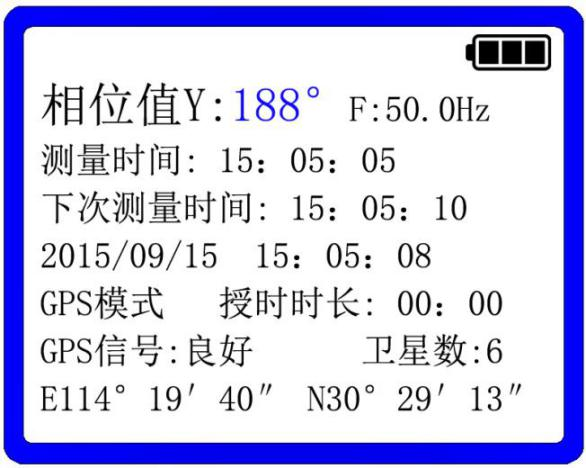 相位值Y:188° F:50.0Hz
测量时间: 15: 05: 05
下次测量时间: 15: 05: 10
2015/09/15 15: 05: 08
GPS模式 授时时长: 00: 00
GPS信号:良好 卫星数:6
E114° 19′ 40″ N30° 29′ 13″